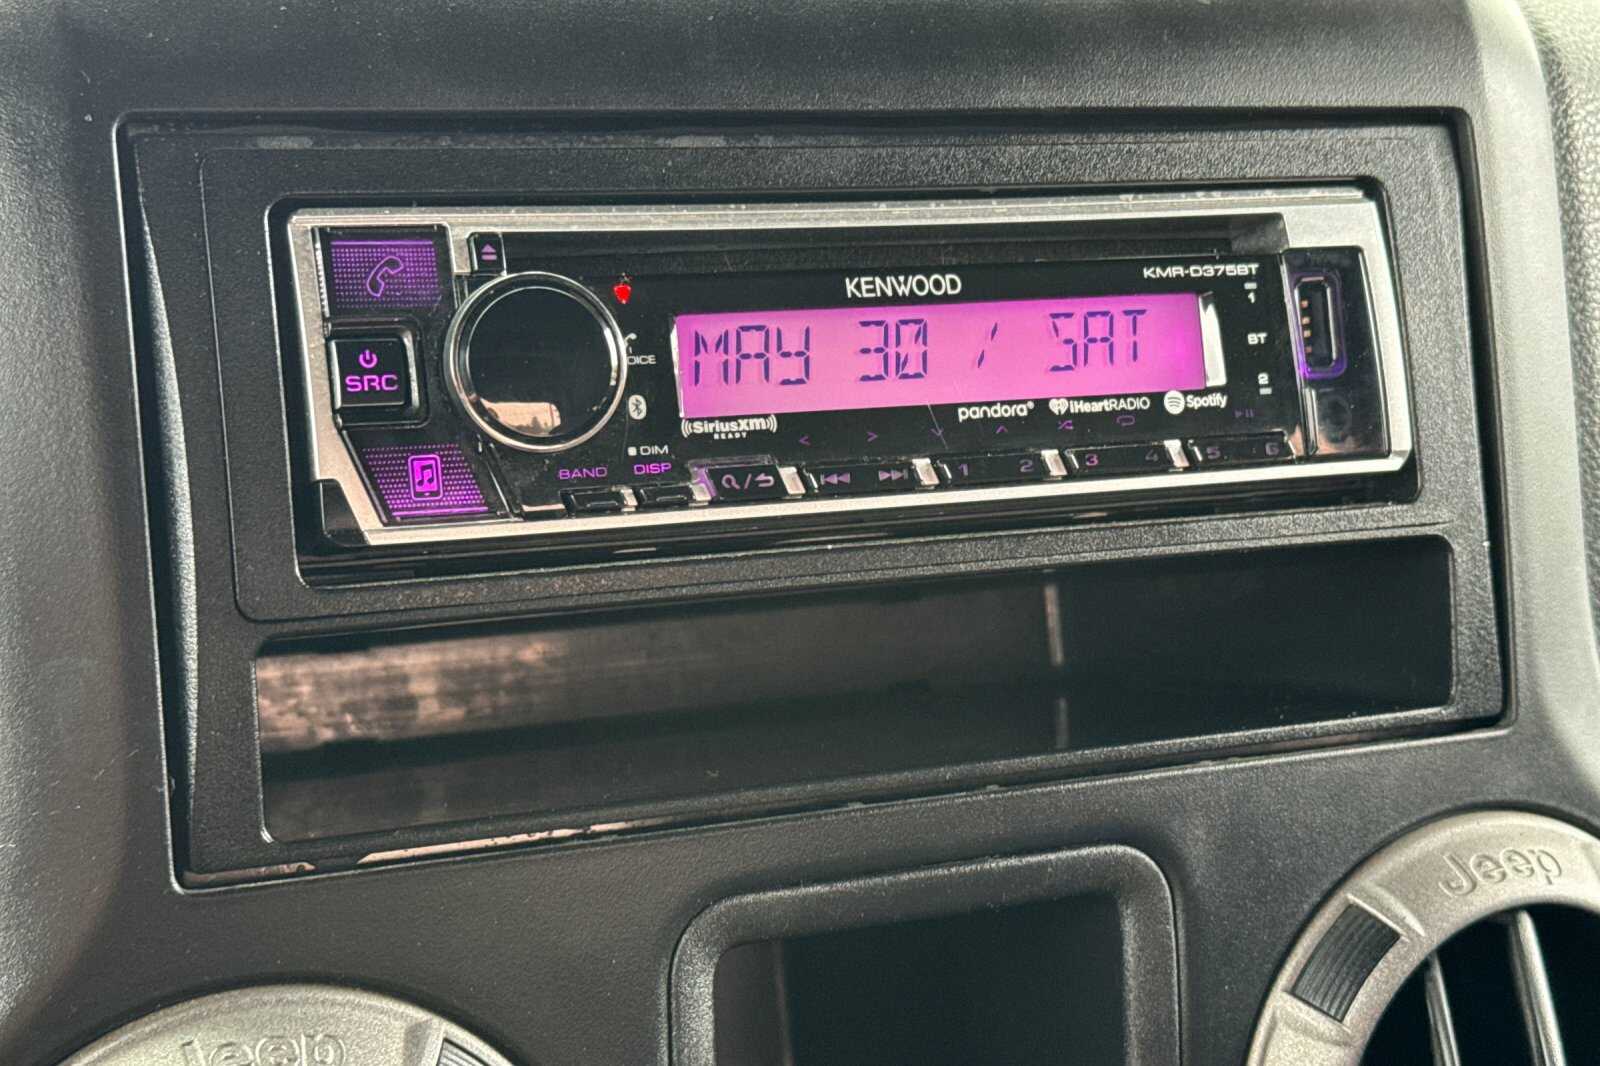 KENWOOD
KMR-D375BT
1
MAY 30 / SAT
BT
SRC
2
((SiriusXM))
READY
pandora®
iHeartRADIO
Spotify
DIM
BAND
DISP
1
2
3
4
5
6
Jeep
Jeep